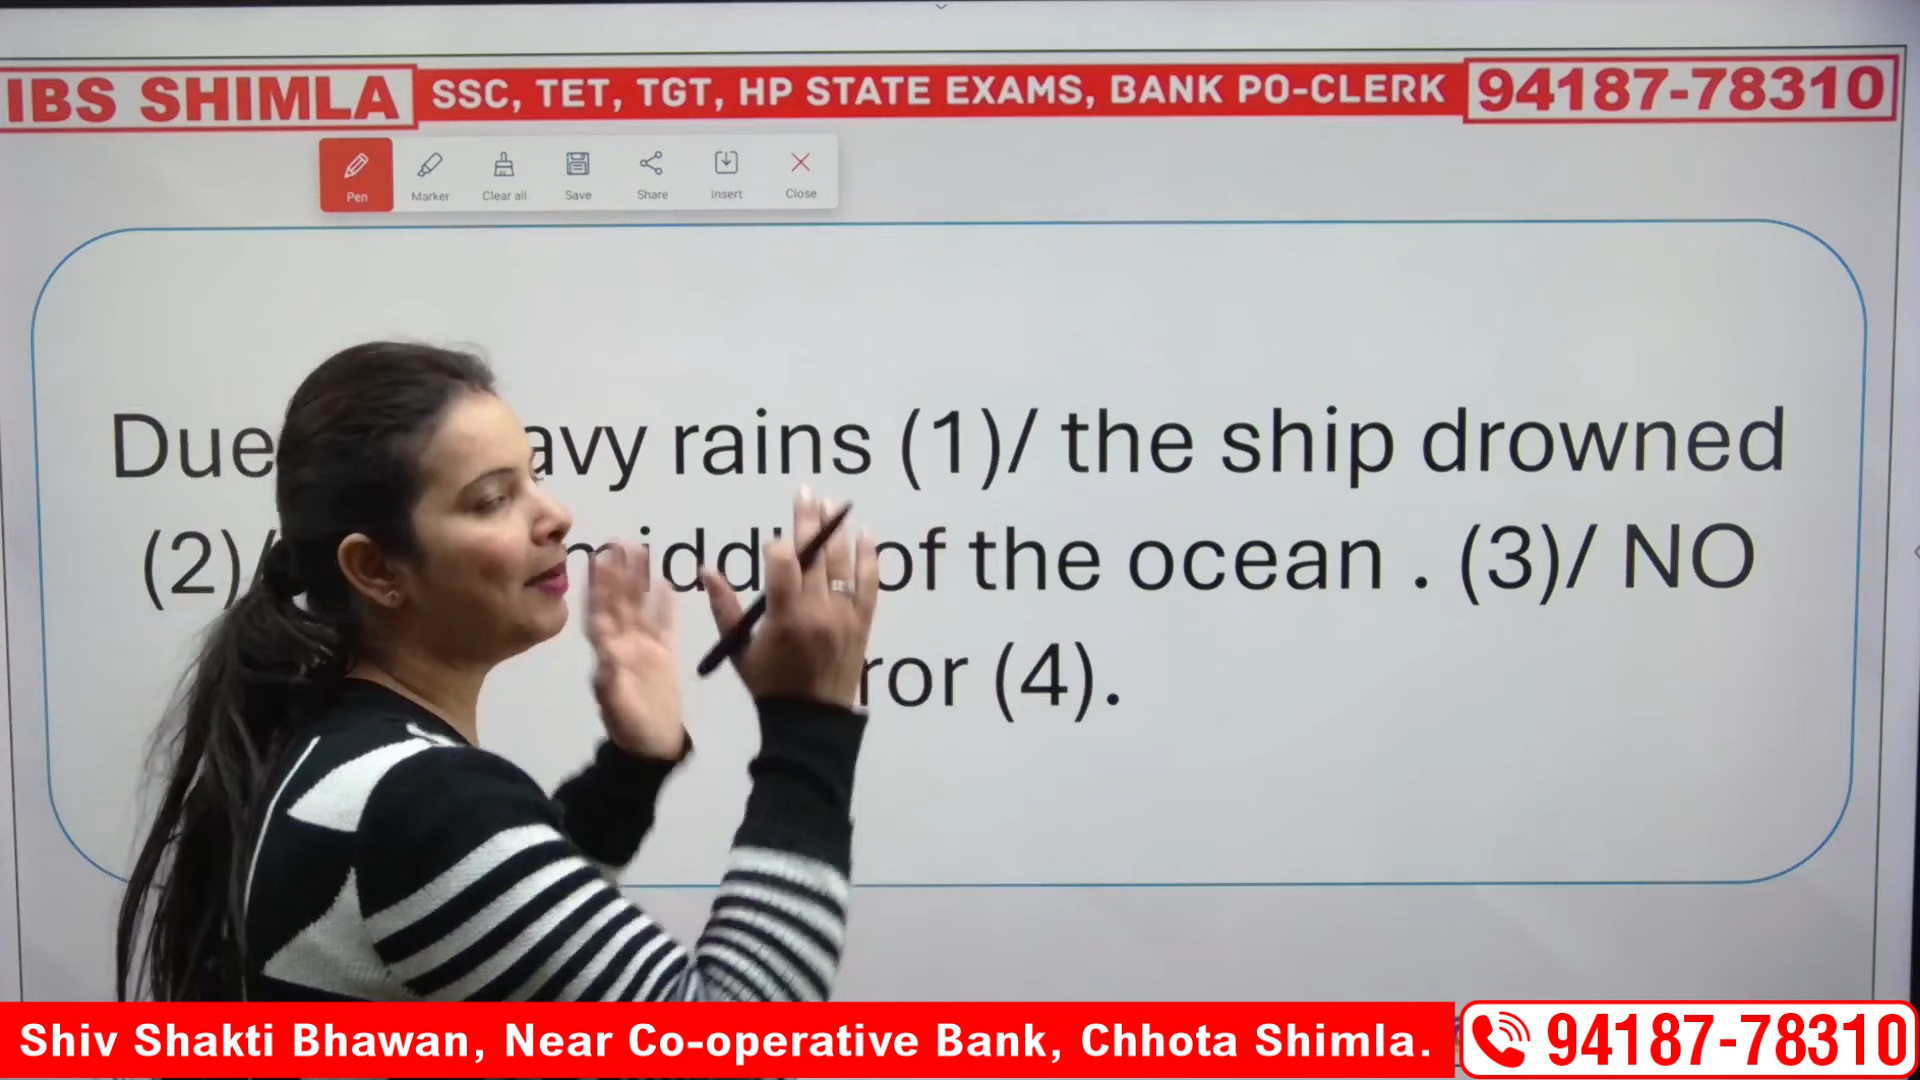 IBS SHIMLA SSC, TET, TGT, HP STATE EXAMS, BANK PO-CLERK 94187-78310
Pen Marker Clear all Save Share Insert Close
Due avy rains (1)/ the ship drowned
(2)/ middl of the ocean . (3)/ NO
ror (4).
Shiv Shakti Bhawan, Near Co-operative Bank, Chhota Shimla. 94187-78310